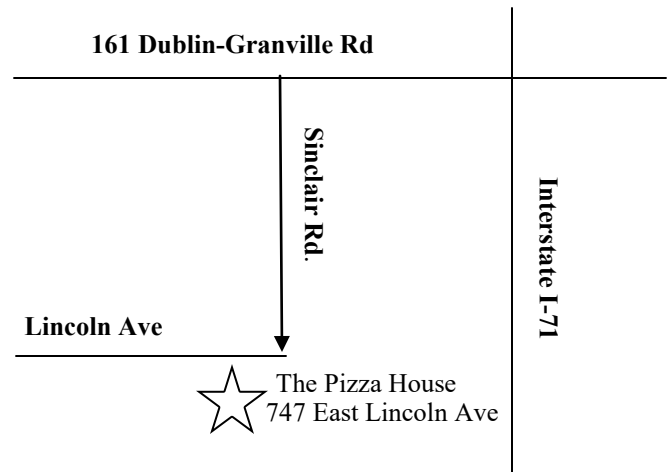 161 Dublin-Granville Rd
Sinclair Rd.
Interstate I-71
Lincoln Ave
The Pizza House
747 East Lincoln Ave